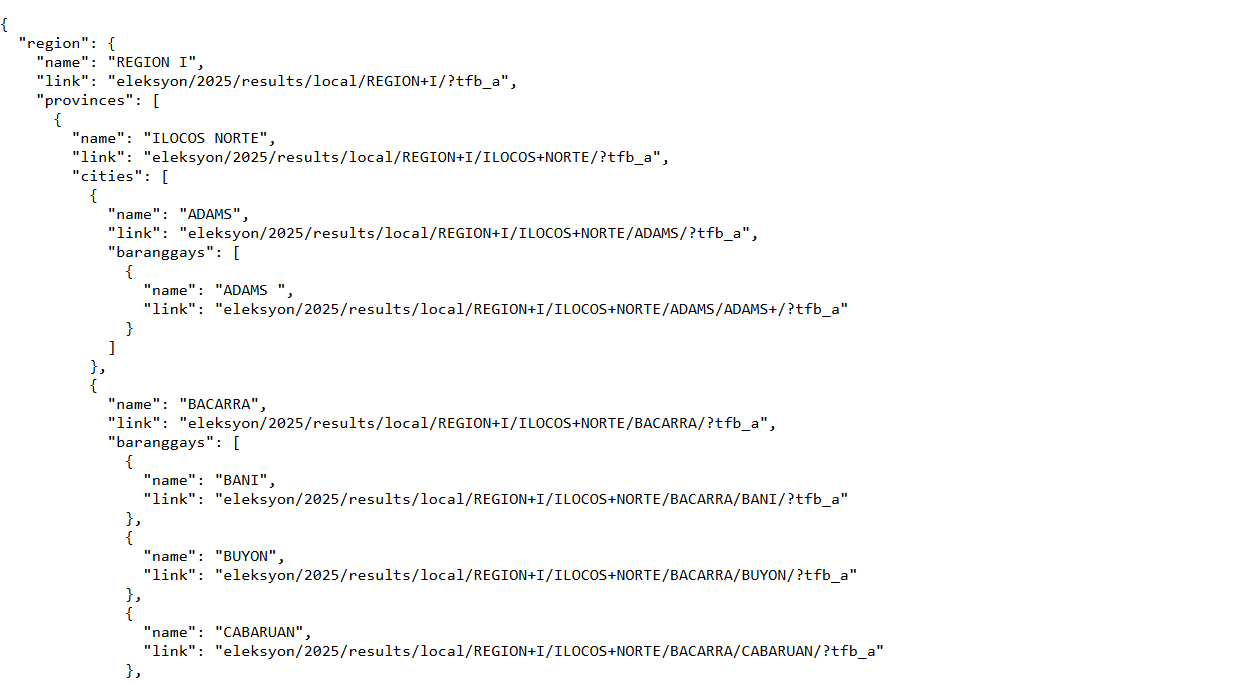 {
  "region": {
    "name": "REGION I",
    "link": "eleksyon/2025/results/local/REGION+I/?tfb_a",
    "provinces": [
      {
        "name": "ILOCOS NORTE",
        "link": "eleksyon/2025/results/local/REGION+I/ILOCOS+NORTE/?tfb_a",
        "cities": [
          {
            "name": "ADAMS",
            "link": "eleksyon/2025/results/local/REGION+I/ILOCOS+NORTE/ADAMS/?tfb_a",
            "baranggays": [
              {
                "name": "ADAMS ",
                "link": "eleksyon/2025/results/local/REGION+I/ILOCOS+NORTE/ADAMS/ADAMS+/?tfb_a"
              }
            ]
          },
          {
            "name": "BACARRA",
            "link": "eleksyon/2025/results/local/REGION+I/ILOCOS+NORTE/BACARRA/?tfb_a",
            "baranggays": [
              {
                "name": "BANI",
                "link": "eleksyon/2025/results/local/REGION+I/ILOCOS+NORTE/BACARRA/BANI/?tfb_a"
              },
              {
                "name": "BUYON",
                "link": "eleksyon/2025/results/local/REGION+I/ILOCOS+NORTE/BACARRA/BUYON/?tfb_a"
              },
              {
                "name": "CABARUAN",
                "link": "eleksyon/2025/results/local/REGION+I/ILOCOS+NORTE/BACARRA/CABARUAN/?tfb_a"
              },